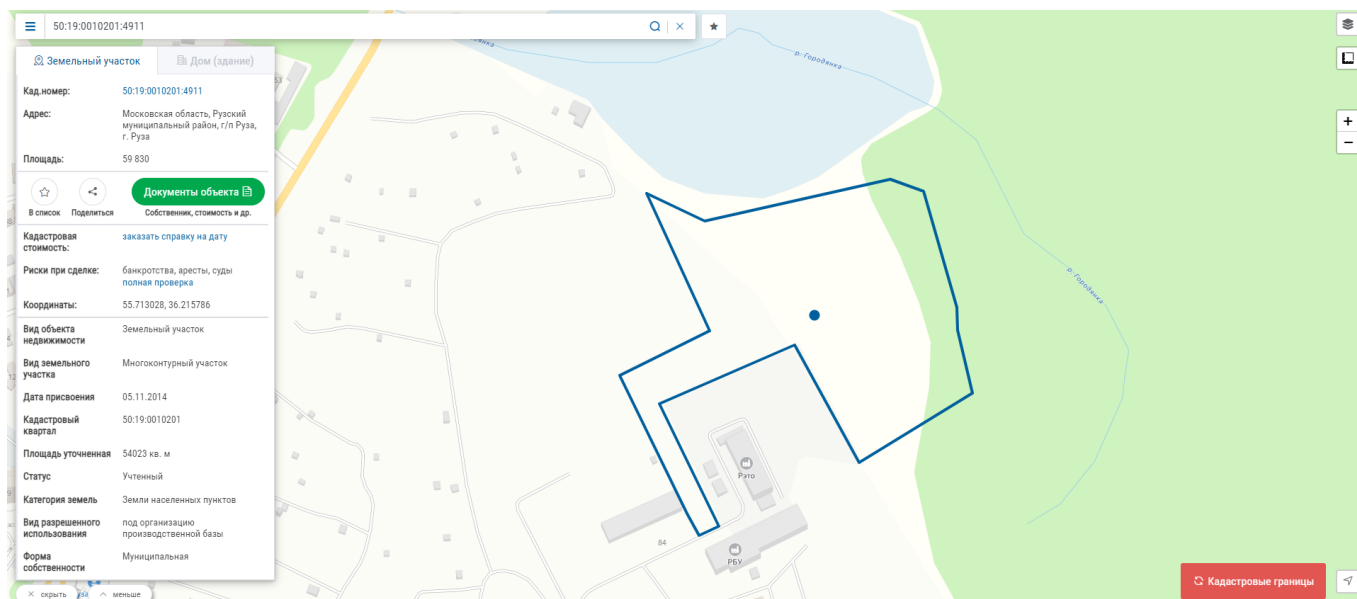 50:19:0010201:4911
Земельный участок
Дом (здание)
Кад.номер: 50:19:0010201:4911
Адрес: Московская область, Рузский
муниципальный район, г/п Руза,
г. Руза
Площадь: 59 830
В список
Поделиться
Документы объекта
Собственник, стоимость и др.
Кадастровая заказать справку на дату
стоимость:
Риски при сделке: банкротства, аресты, суды
полная проверка
Координаты: 55.713028, 36.215786
Вид объекта Земельный участок
недвижимости
Вид земельного Многоконтурный участок
участка
Дата присвоения 05.11.2014
Кадастровый 50:19:0010201
квартал
Площадь уточненная 54023 кв. м
Статус Учтенный
Категория земель Земли населенных пунктов
Вид разрешенного под организацию
использования производственной базы
Форма Муниципальная
собственности
скрыть
меньше
р. Городянка
р. Городянка
р. Городянка
Рэто
84
РБУ
+
−
Кадастровые границы